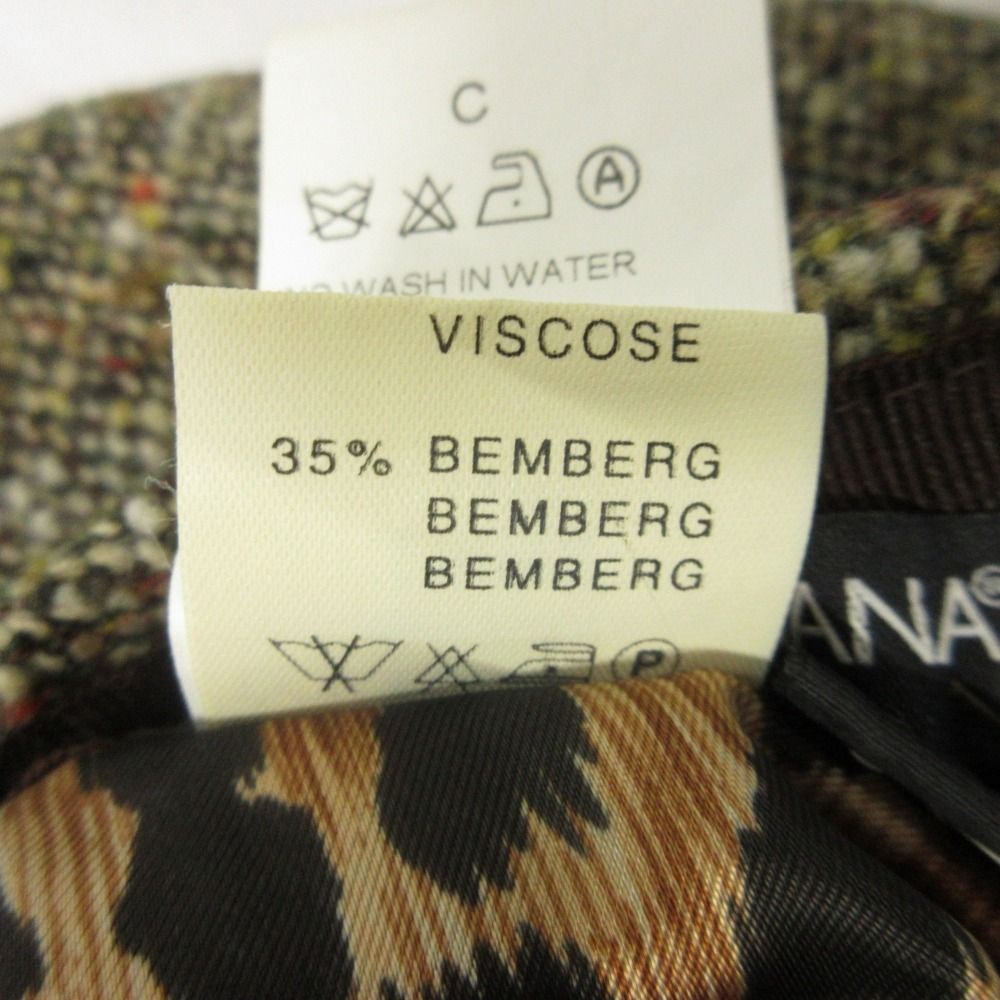 C
A
WASH IN WATER
VISCOSE
35% BEMBERG
BEMBERG
BEMBERG
P
ANA®